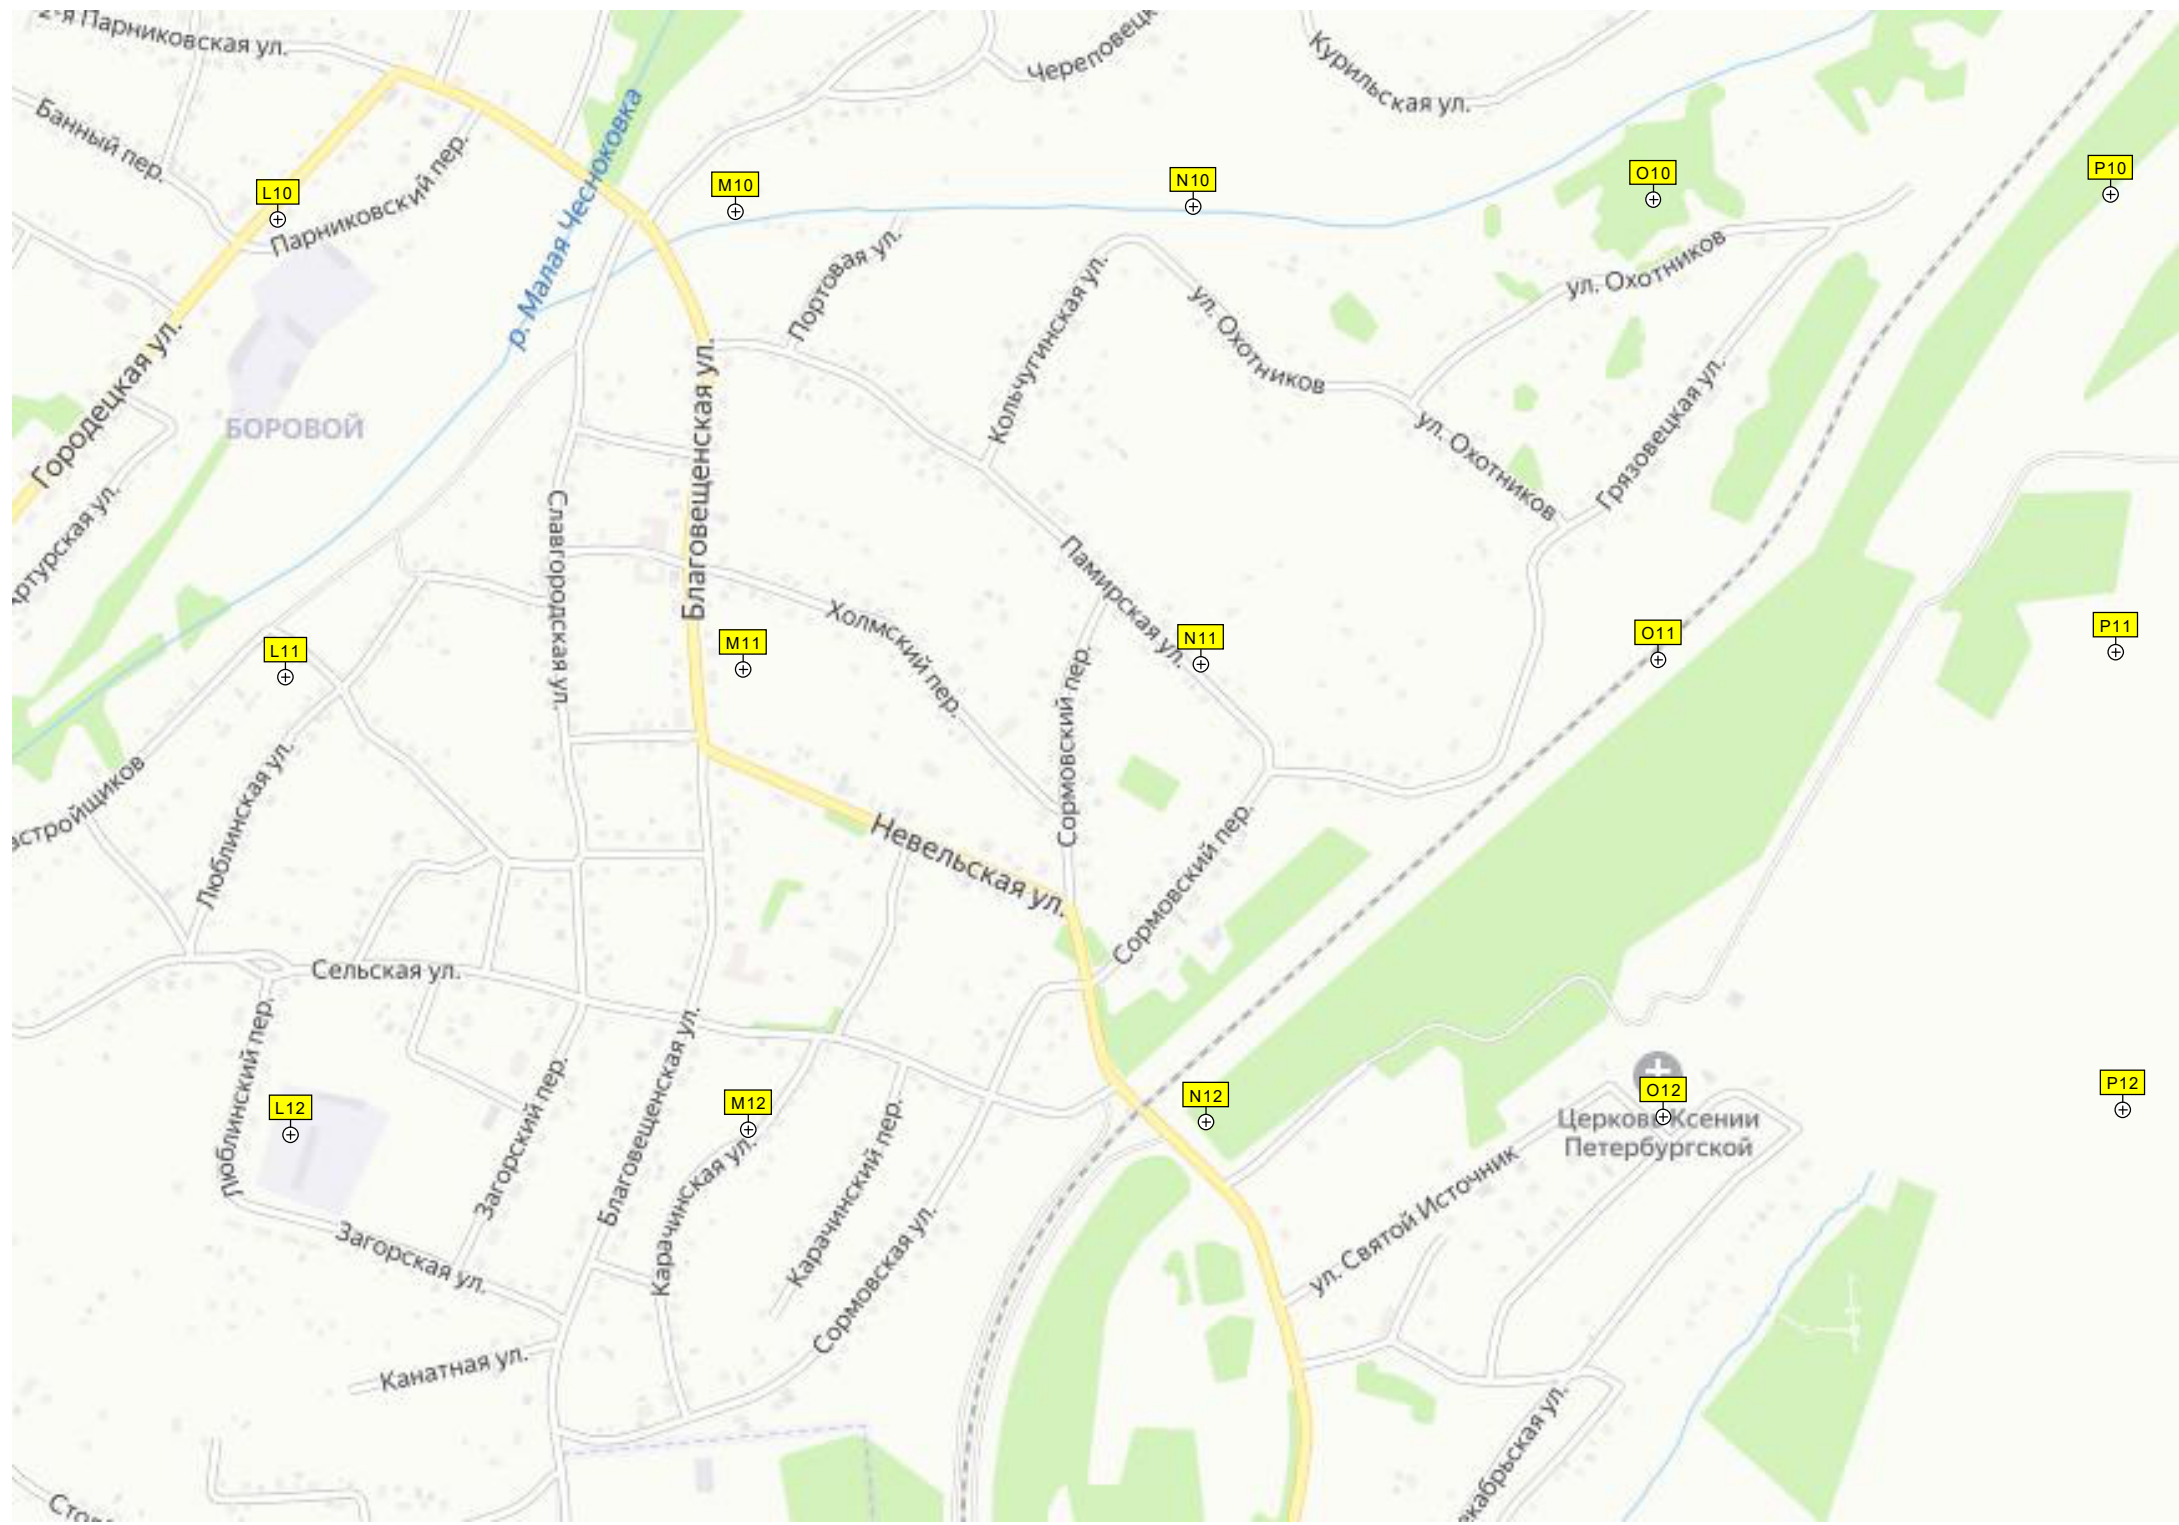 2-я Парниковская ул.
Череповецк
Курильская ул.
Банный пер.
р. Малая Чесноковка
Парниковский пер.
L10
M10
N10
O10
P10
Портовая ул.
Кольчугинская ул.
ул. Охотников
ул. Охотников
Городецкая ул.
БОРОВОЙ
Благовещенская ул.
ул. Охотников
Грязовецкая ул.
Славгородская ул.
Памирская ул.
Холмский пер.
L11
M11
N11
O11
P11
Сормовский пер.
Люблинская ул.
Невельская ул.
Сормовский пер.
Сельская ул.
Люблинский пер.
Загорский пер.
Благовещенская ул.
L12
M12
N12
O12
P12
Церковь Ксении
Петербургской
Карачинская ул.
Карачинский пер.
ул. Святой Источник
Загорская ул.
Сормовская ул.
Канатная ул.
екабрьская ул.